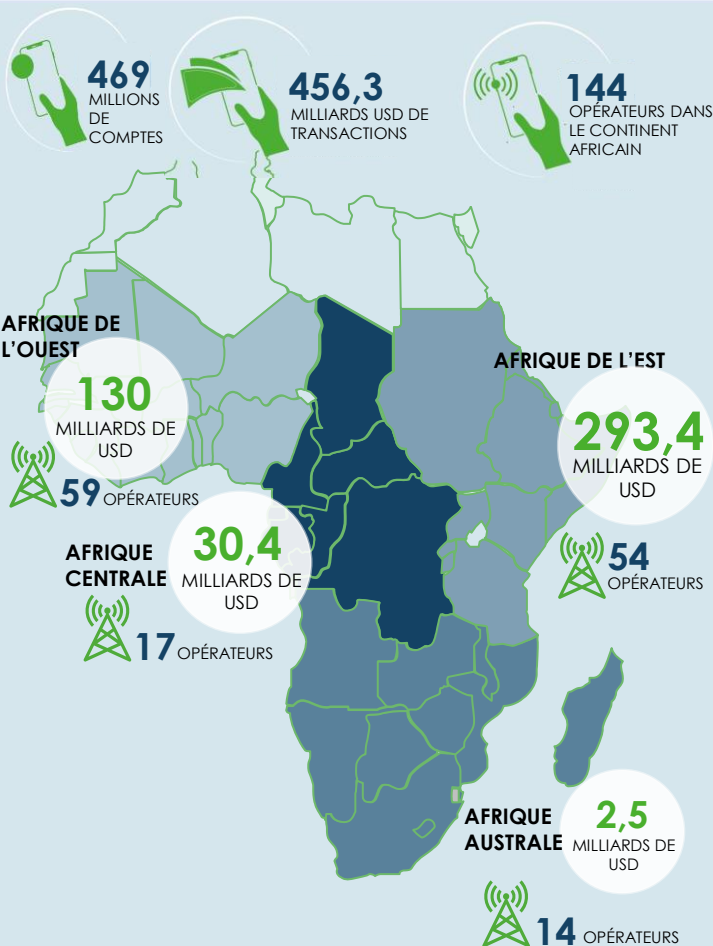 469
MILLIONS
DE
COMPTES
456,3
MILLIARDS USD DE
TRANSACTIONS
144
OPÉRATEURS DANS
LE CONTINENT
AFRICAIN
AFRIQUE DE
L'OUEST
130
MILLIARDS DE
USD
59 OPÉRATEURS
AFRIQUE DE L'EST
293,4
MILLIARDS DE
USD
54
OPÉRATEURS
AFRIQUE
CENTRALE
30,4
MILLIARDS DE
USD
17 OPÉRATEURS
AFRIQUE
AUSTRALE
2,5
MILLIARDS DE
USD
14 OPÉRATEURS